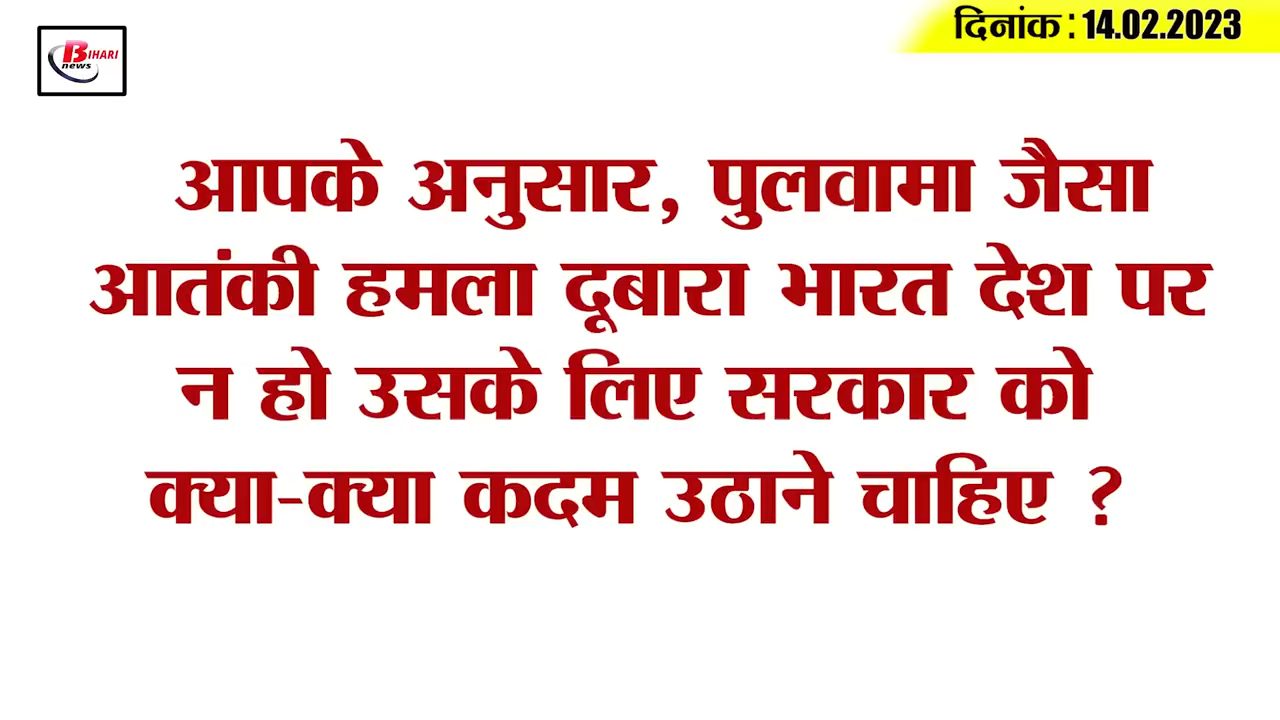 BIHARI
news
दिनांक : 14.02.2023
आपके अनुसार, पुलवामा जैसा
आतंकी हमला दूबारा भारत देश पर
न हो उसके लिए सरकार को
क्या-क्या कदम उठाने चाहिए ?